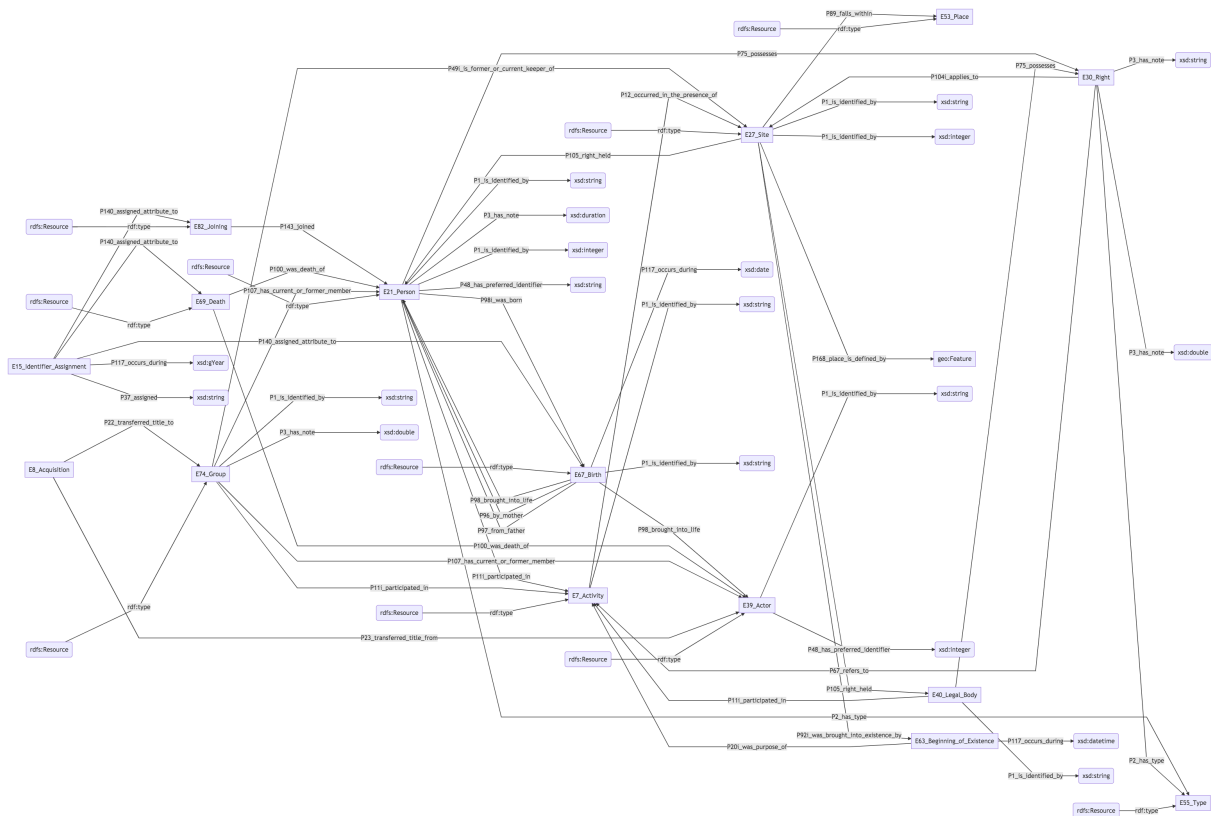 P89_falls_within
E53_Place
rdfs:Resource
rdf:type
P75_possesses
P3_has_note
xsd:string
P49i_is_former_or_current_keeper_of
P75_possesses
E30_Right
P104i_applies_to
P12_occurred_in_the_presence_of
P1_is_identified_by
xsd:string
rdfs:Resource
rdf:type
E27_Site
P1_is_identified_by
xsd:integer
P105_right_held
P1_is_identified_by
xsd:string
P140_assigned_attribute_to
P3_has_note
xsd:duration
rdfs:Resource
rdf:type
E82_Joining
P143_joined
P140_assigned_attribute_to
P1_is_identified_by
xsd:integer
rdfs:Resource
P100_was_death_of
P117_occurs_during
xsd:date
P48_has_preferred_identifier
xsd:string
P107_has_current_or_former_member
E21_Person
rdfs:Resource
E69_Death
rdf:type
P98i_was_born
P1_is_identified_by
xsd:string
rdf:type
P140_assigned_attribute_to
P3_has_note
xsd:double
P168_place_is_defined_by
geo:Feature
E15_Identifier_Assignment
P117_occurs_during
xsd:gYear
P37_assigned
xsd:string
P1_is_identified_by
xsd:string
P1_is_identified_by
xsd:string
P22_transferred_title_to
P3_has_note
xsd:double
E8_Acquisition
E74_Group
rdfs:Resource
rdf:type
E67_Birth
P1_is_identified_by
xsd:string
P98_brought_into_life
P96_by_mother
P97_from_father
P98_brought_into_life
P100_was_death_of
P107_has_current_or_former_member
P11i_participated_in
P11i_participated_in
E7_Activity
rdf:type
rdfs:Resource
rdf:type
E39_Actor
P23_transferred_title_from
rdfs:Resource
rdfs:Resource
rdf:type
P48_has_preferred_identifier
xsd:integer
P67_refers_to
P105_right_held
E40_Legal_Body
P11i_participated_in
P2_has_type
P92i_was_brought_into_existence_by
E63_Beginning_of_Existence
P117_occurs_during
xsd:datetime
P20i_was_purpose_of
P2_has_type
P1_is_identified_by
xsd:string
E55_Type
rdfs:Resource
rdf:type